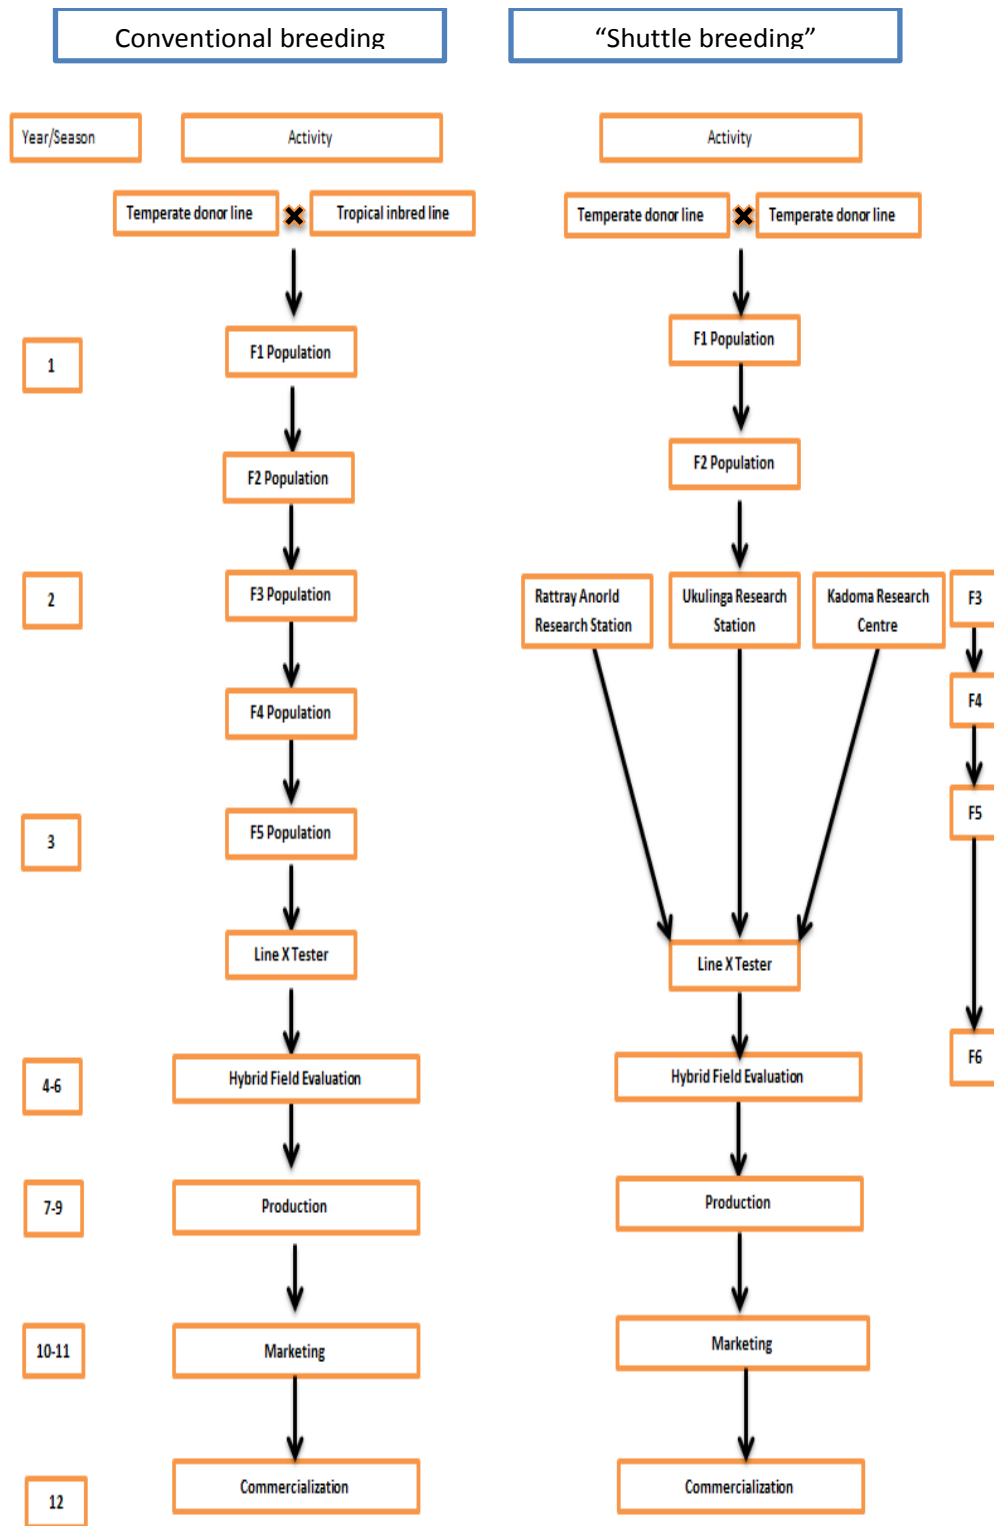 Conventional breeding
“Shuttle breeding”
Year/Season
Activity
Activity
Temperate donor line
Tropical inbred line
Temperate donor line
Temperate donor line
1
F1 Population
F1 Population
F2 Population
F2 Population
2
F3 Population
Rattray Anorld
Research Station
Ukulinga Research
Station
Kadoma Research
Centre
F3
F4 Population
F4
3
F5 Population
F5
Line X Tester
Line X Tester
4-6
Hybrid Field Evaluation
Hybrid Field Evaluation
F6
7-9
Production
Production
10-11
Marketing
Marketing
12
Commercialization
Commercialization